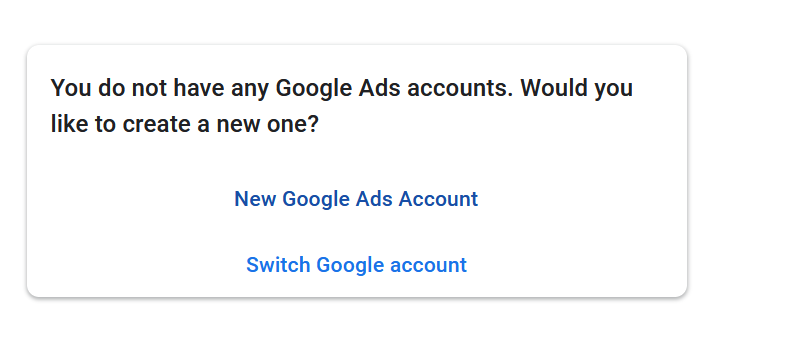 You do not have any Google Ads accounts. Would you
like to create a new one?
New Google Ads Account
Switch Google account